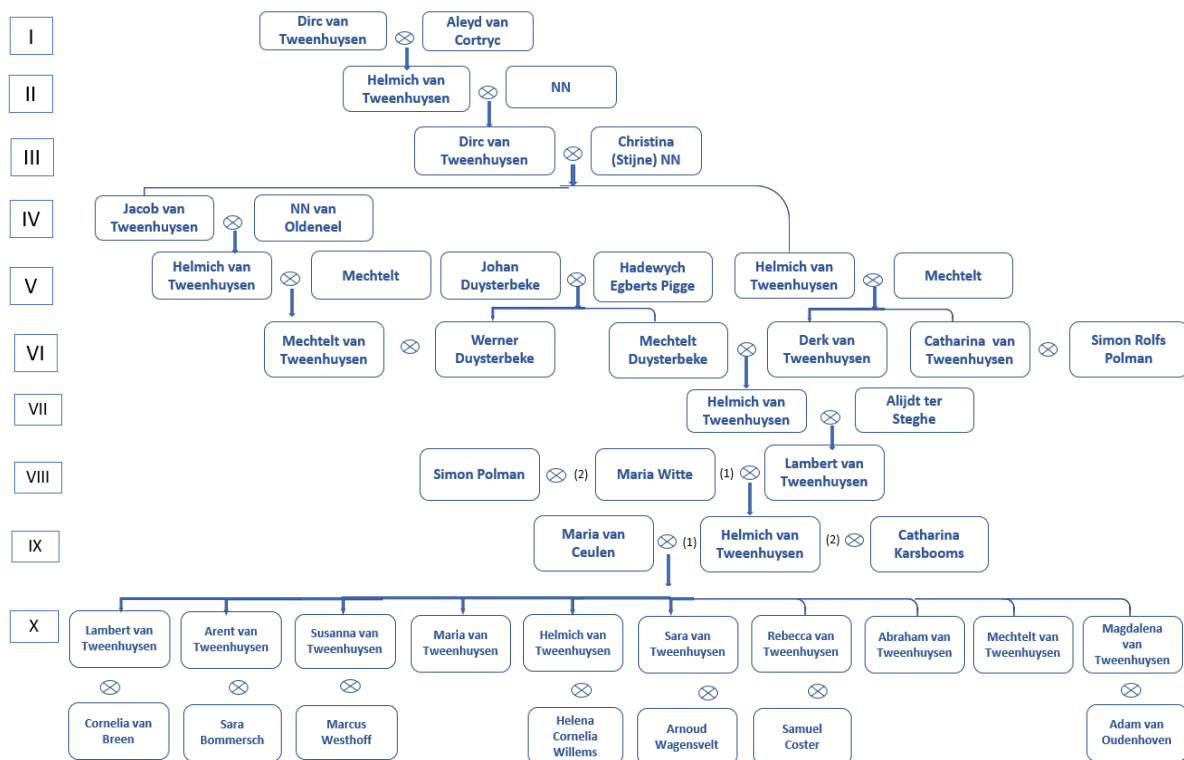 I
Dirc van
Tweenhuysen
Aleyd van
Cortryc
II
Helmich van
Tweenhuysen
NN
III
Dirc van
Tweenhuysen
Christina
(Stijne) NN
IV
Jacob van
Tweenhuysen
NN van
Oldeneel
V
Helmich van
Tweenhuysen
Mechtelt
Johan
Duysterbeke
Hadewych
Egberts Pigge
Helmich van
Tweenhuysen
Mechtelt
VI
Mechtelt van
Tweenhuysen
Werner
Duysterbeke
Mechtelt
Duysterbeke
Derk van
Tweenhuysen
Catharina van
Tweenhuysen
Simon Rolfs
Polman
VII
Helmich van
Tweenhuysen
Alijdt ter
Steghe
VIII
Simon Polman
(2)
Maria Witte
(1)
Lambert van
Tweenhuysen
IX
Maria van
Ceulen
(1)
Helmich van
Tweenhuysen
(2)
Catharina
Karsbooms
X
Lambert van
Tweenhuysen
Arent van
Tweenhuysen
Susanna van
Tweenhuysen
Maria van
Tweenhuysen
Helmich van
Tweenhuysen
Sara van
Tweenhuysen
Rebecca van
Tweenhuysen
Abraham van
Tweenhuysen
Mechtelt van
Tweenhuysen
Magdalena
van
Tweenhuysen
Cornelia van
Breen
Sara
Bommersch
Marcus
Westhoff
Helena
Cornelia
Willems
Arnoud
Wagensvelt
Samuel
Coster
Adam van
Oudenhoven